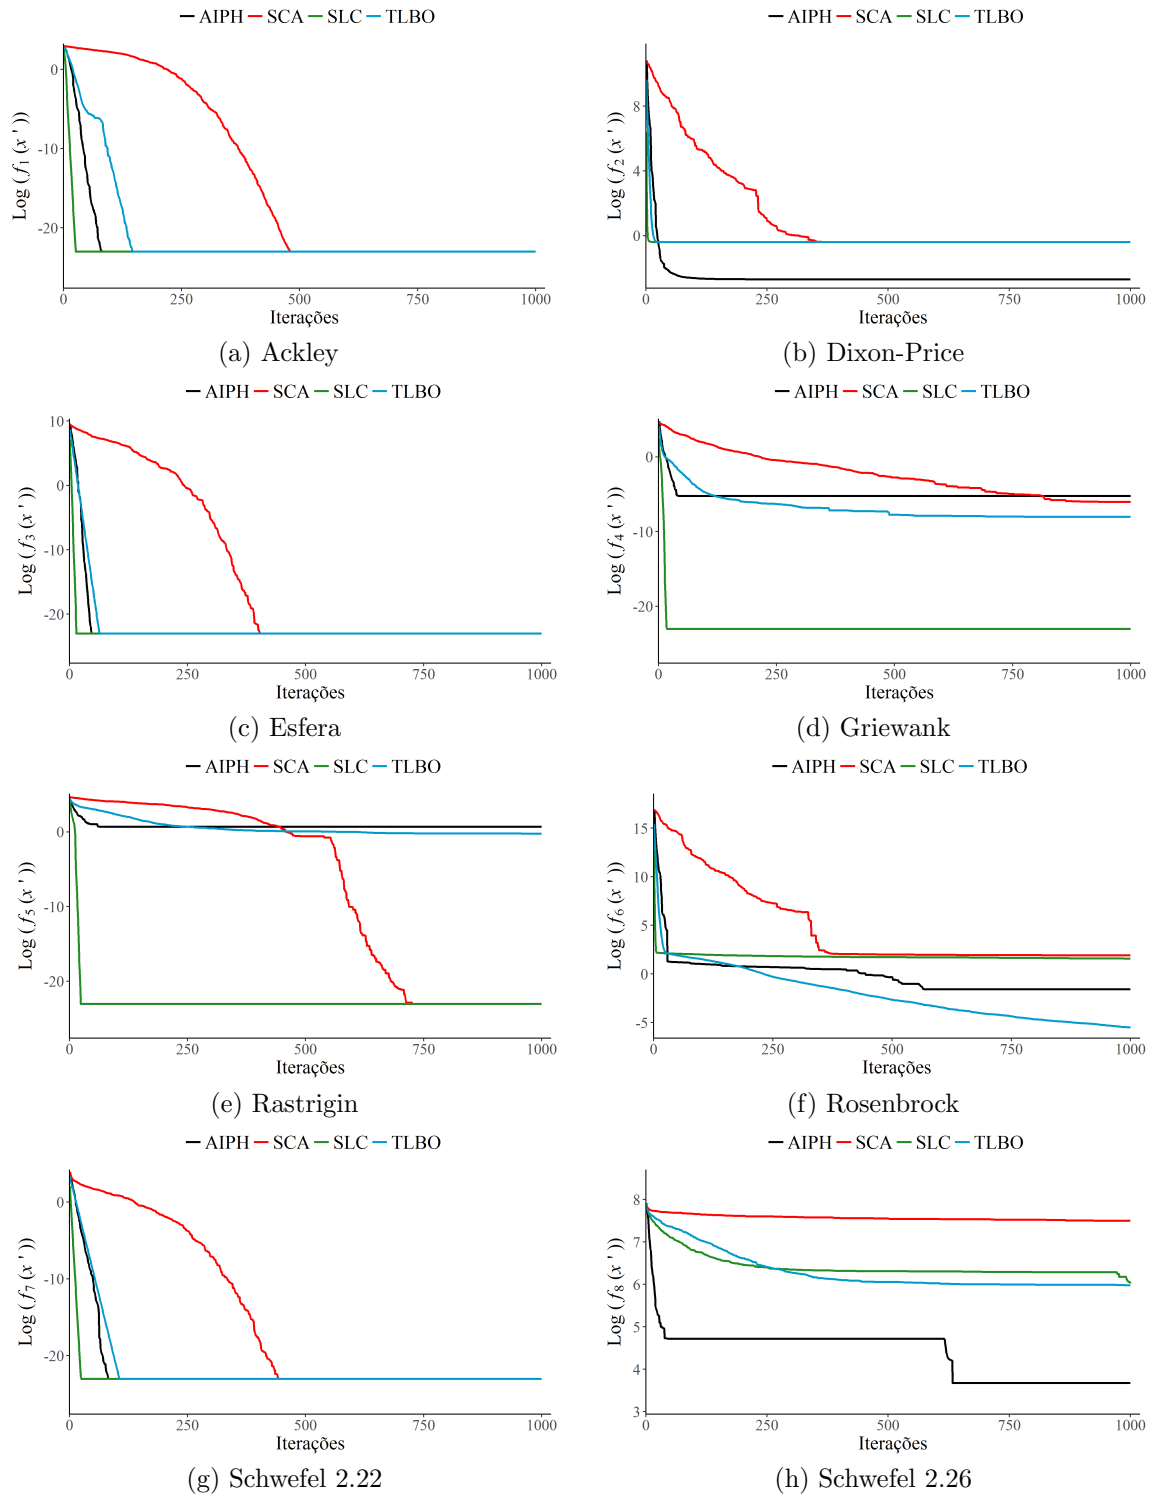 AIPH SCA SLC TLBO
Log ( f1 ( x ' ))
0
-10
-20
0 250 500 750 1000
Iterações
(a) Ackley
AIPH SCA SLC TLBO
Log ( f2 ( x ' ))
8
4
0
0 250 500 750 1000
Iterações
(b) Dixon-Price
AIPH SCA SLC TLBO
Log ( f3 ( x ' ))
10
0
-10
-20
0 250 500 750 1000
Iterações
(c) Esfera
AIPH SCA SLC TLBO
Log ( f4 ( x ' ))
0
-10
-20
0 250 500 750 1000
Iterações
(d) Griewank
AIPH SCA SLC TLBO
Log ( f5 ( x ' ))
0
-10
-20
0 250 500 750 1000
Iterações
(e) Rastrigin
AIPH SCA SLC TLBO
Log ( f6 ( x ' ))
15
10
5
0
-5
0 250 500 750 1000
Iterações
(f) Rosenbrock
AIPH SCA SLC TLBO
Log ( f7 ( x ' ))
0
-10
-20
0 250 500 750 1000
Iterações
(g) Schwefel 2.22
AIPH SCA SLC TLBO
Log ( f8 ( x ' ))
8
7
6
5
4
3
0 250 500 750 1000
Iterações
(h) Schwefel 2.26